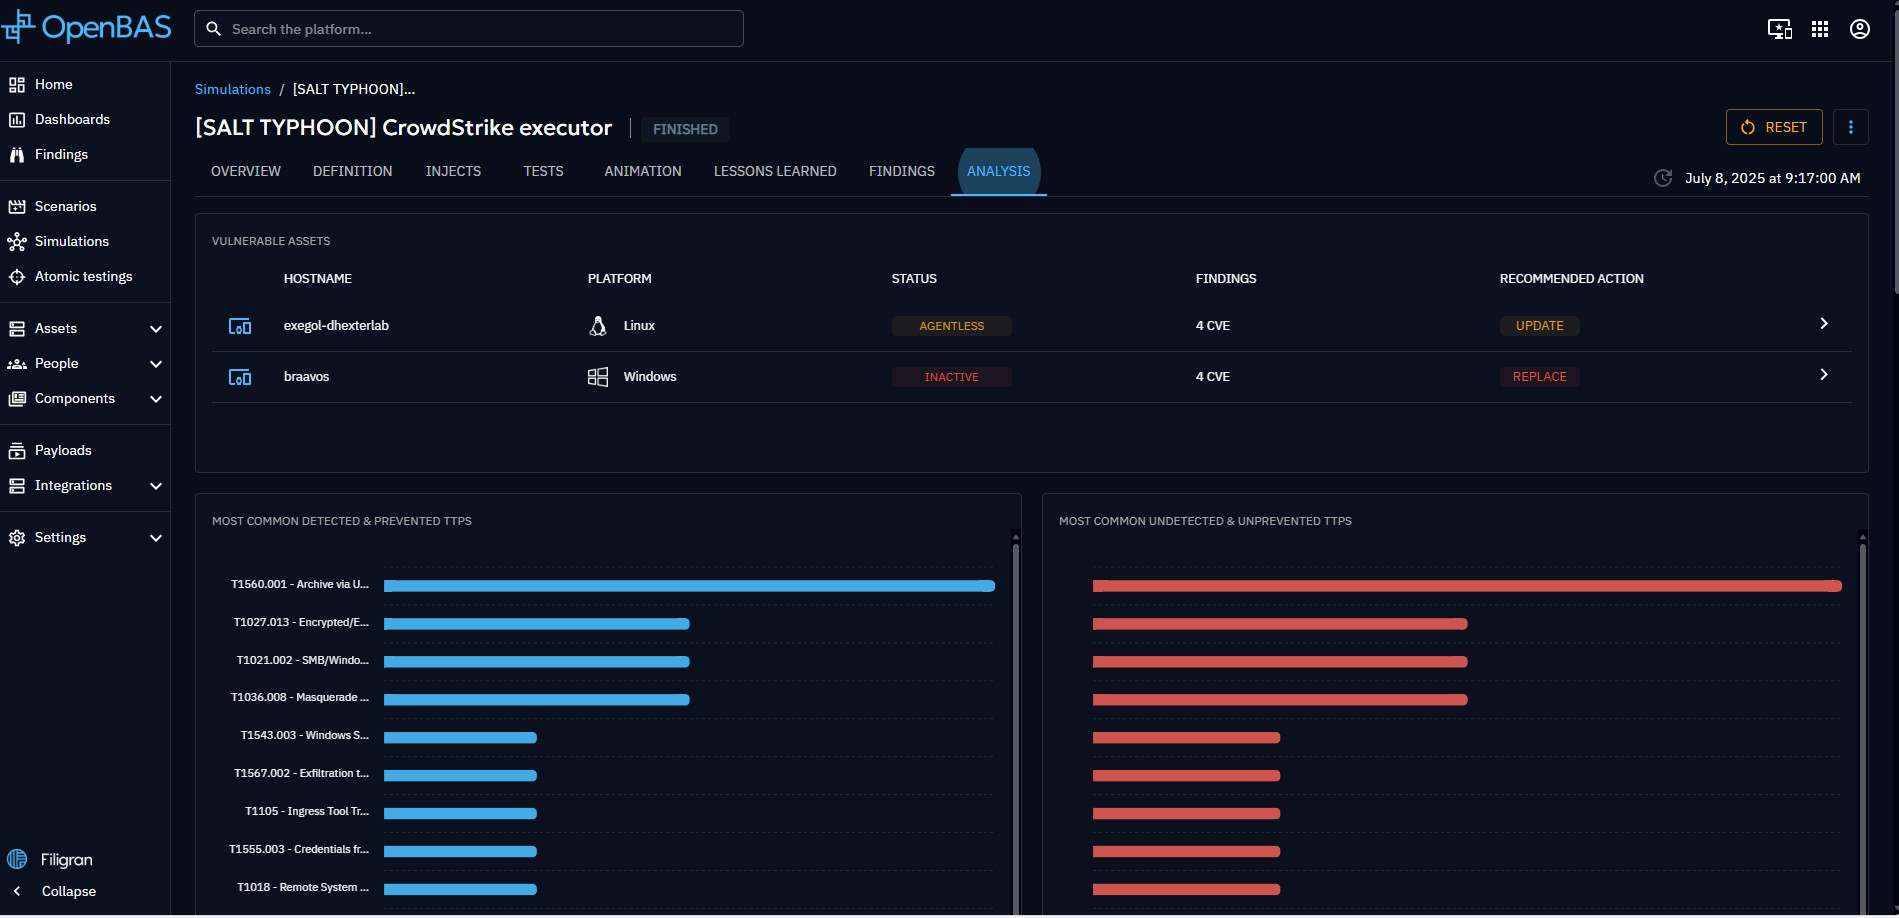 OpenBAS
Search the platform...
Home
Dashboards
Findings
Scenarios
Simulations
Atomic testings
Assets
People
Components
Payloads
Integrations
Settings
Filigran
Collapse
Simulations / [SALT TYPHOON]...
[SALT TYPHOON] CrowdStrike executor FINISHED
RESET
OVERVIEW DEFINITION INJECTS TESTS ANIMATION LESSONS LEARNED FINDINGS ANALYSIS
July 8, 2025 at 9:17:00 AM
VULNERABLE ASSETS
HOSTNAME PLATFORM STATUS FINDINGS RECOMMENDED ACTION
exegol-dhexterlab Linux AGENTLESS 4 CVE UPDATE
braavos Windows INACTIVE 4 CVE REPLACE
MOST COMMON DETECTED & PREVENTED TTPS
T1560.001 - Archive via U...
T1027.013 - Encrypted/E...
T1021.002 - SMB/Windo...
T1036.008 - Masquerade ...
T1543.003 - Windows S...
T1567.002 - Exfiltration t...
T1105 - Ingress Tool Tr...
T1555.003 - Credentials fr...
T1018 - Remote System ...
MOST COMMON UNDETECTED & UNPREVENTED TTPS